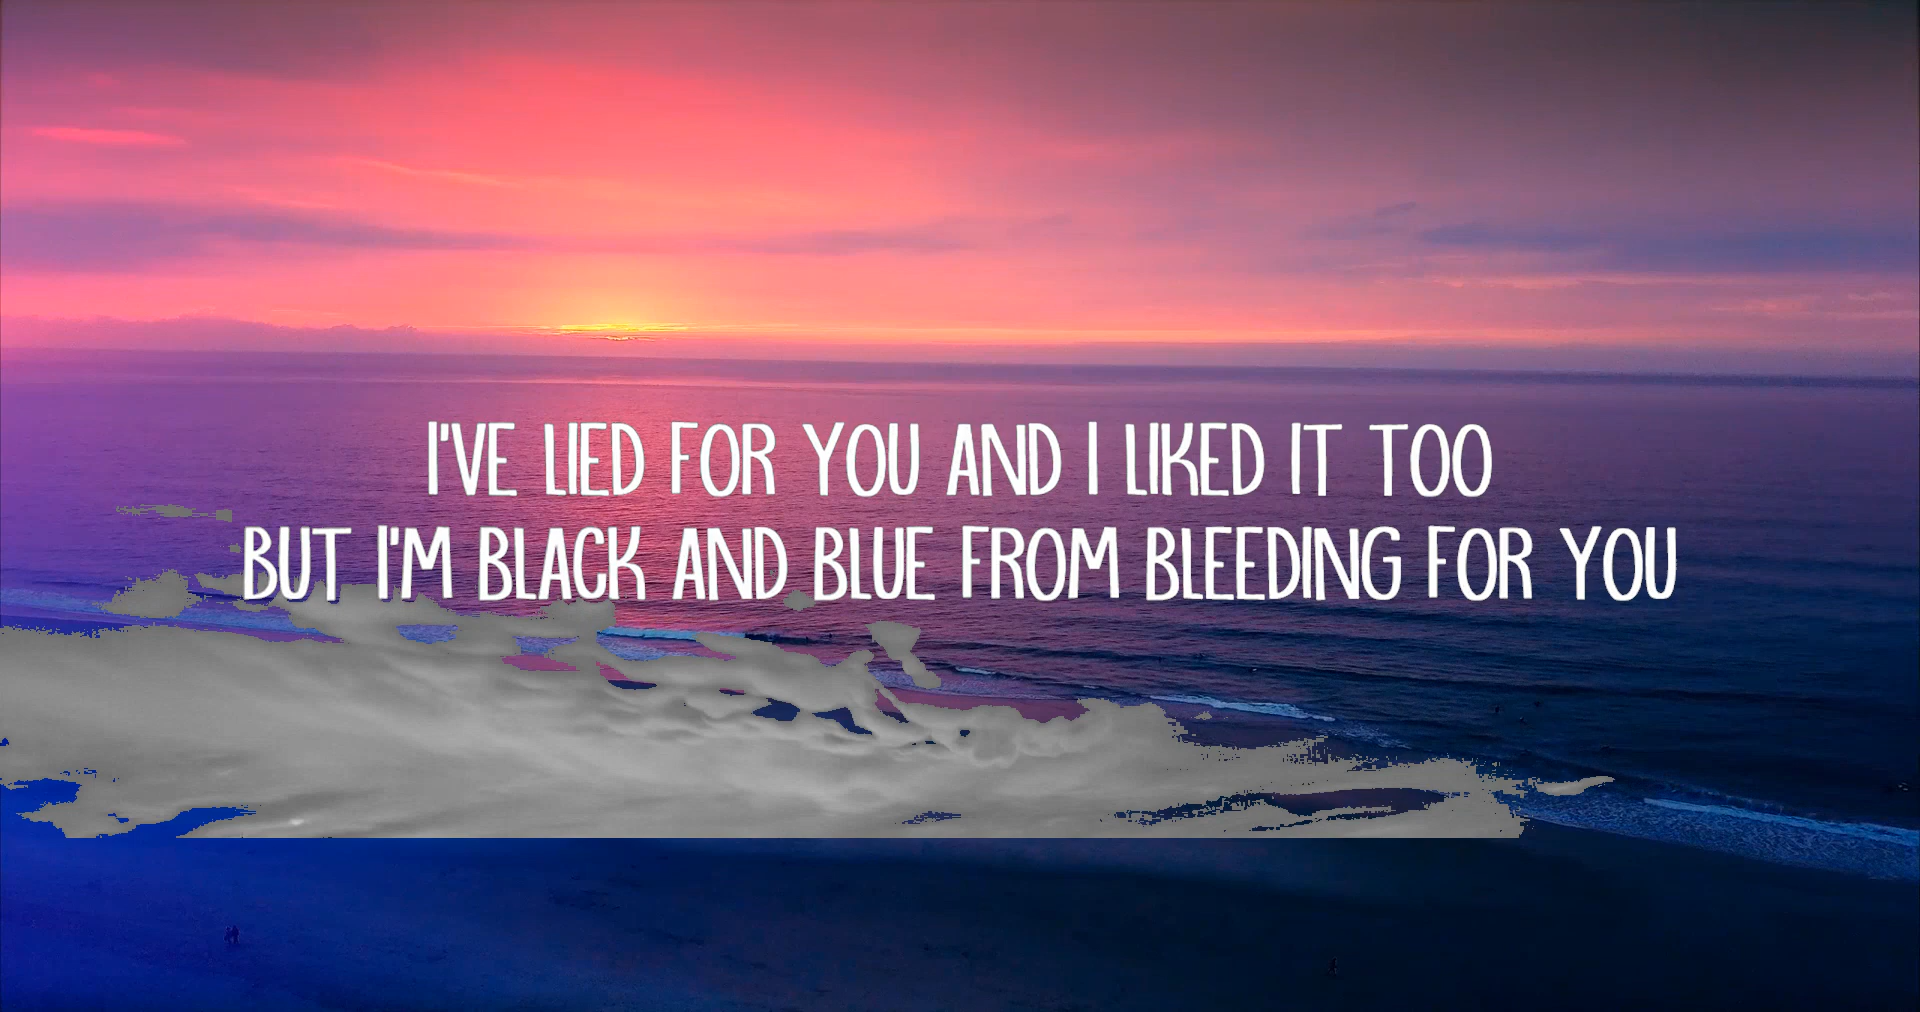 I'VE LIED FOR YOU AND I LIKED IT TOO
BUT I'M BLACK AND BLUE FROM BLEEDING FOR YOU